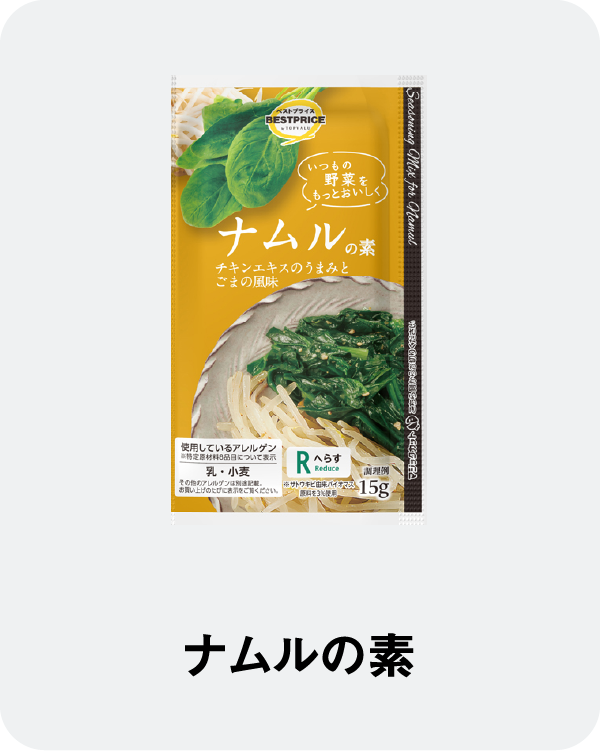 ベストプライス
BESTPRICE
by TOPVALU
いつもの
野菜を
もっとおいしく
Seasoning Mix for Namul
ナムルの素
チキンエキスのうまみと
ごまの風味
使用しているアレルゲン
※特定原材料8品目について表示
乳・小麦
その他のアレルゲンは別途記載。
お買い上げのたびに表示をご覧ください。
R へらす
Reduce
※サトウキビ由来バイオマス
原料を3%使用
調理例
15g
ナムルの素